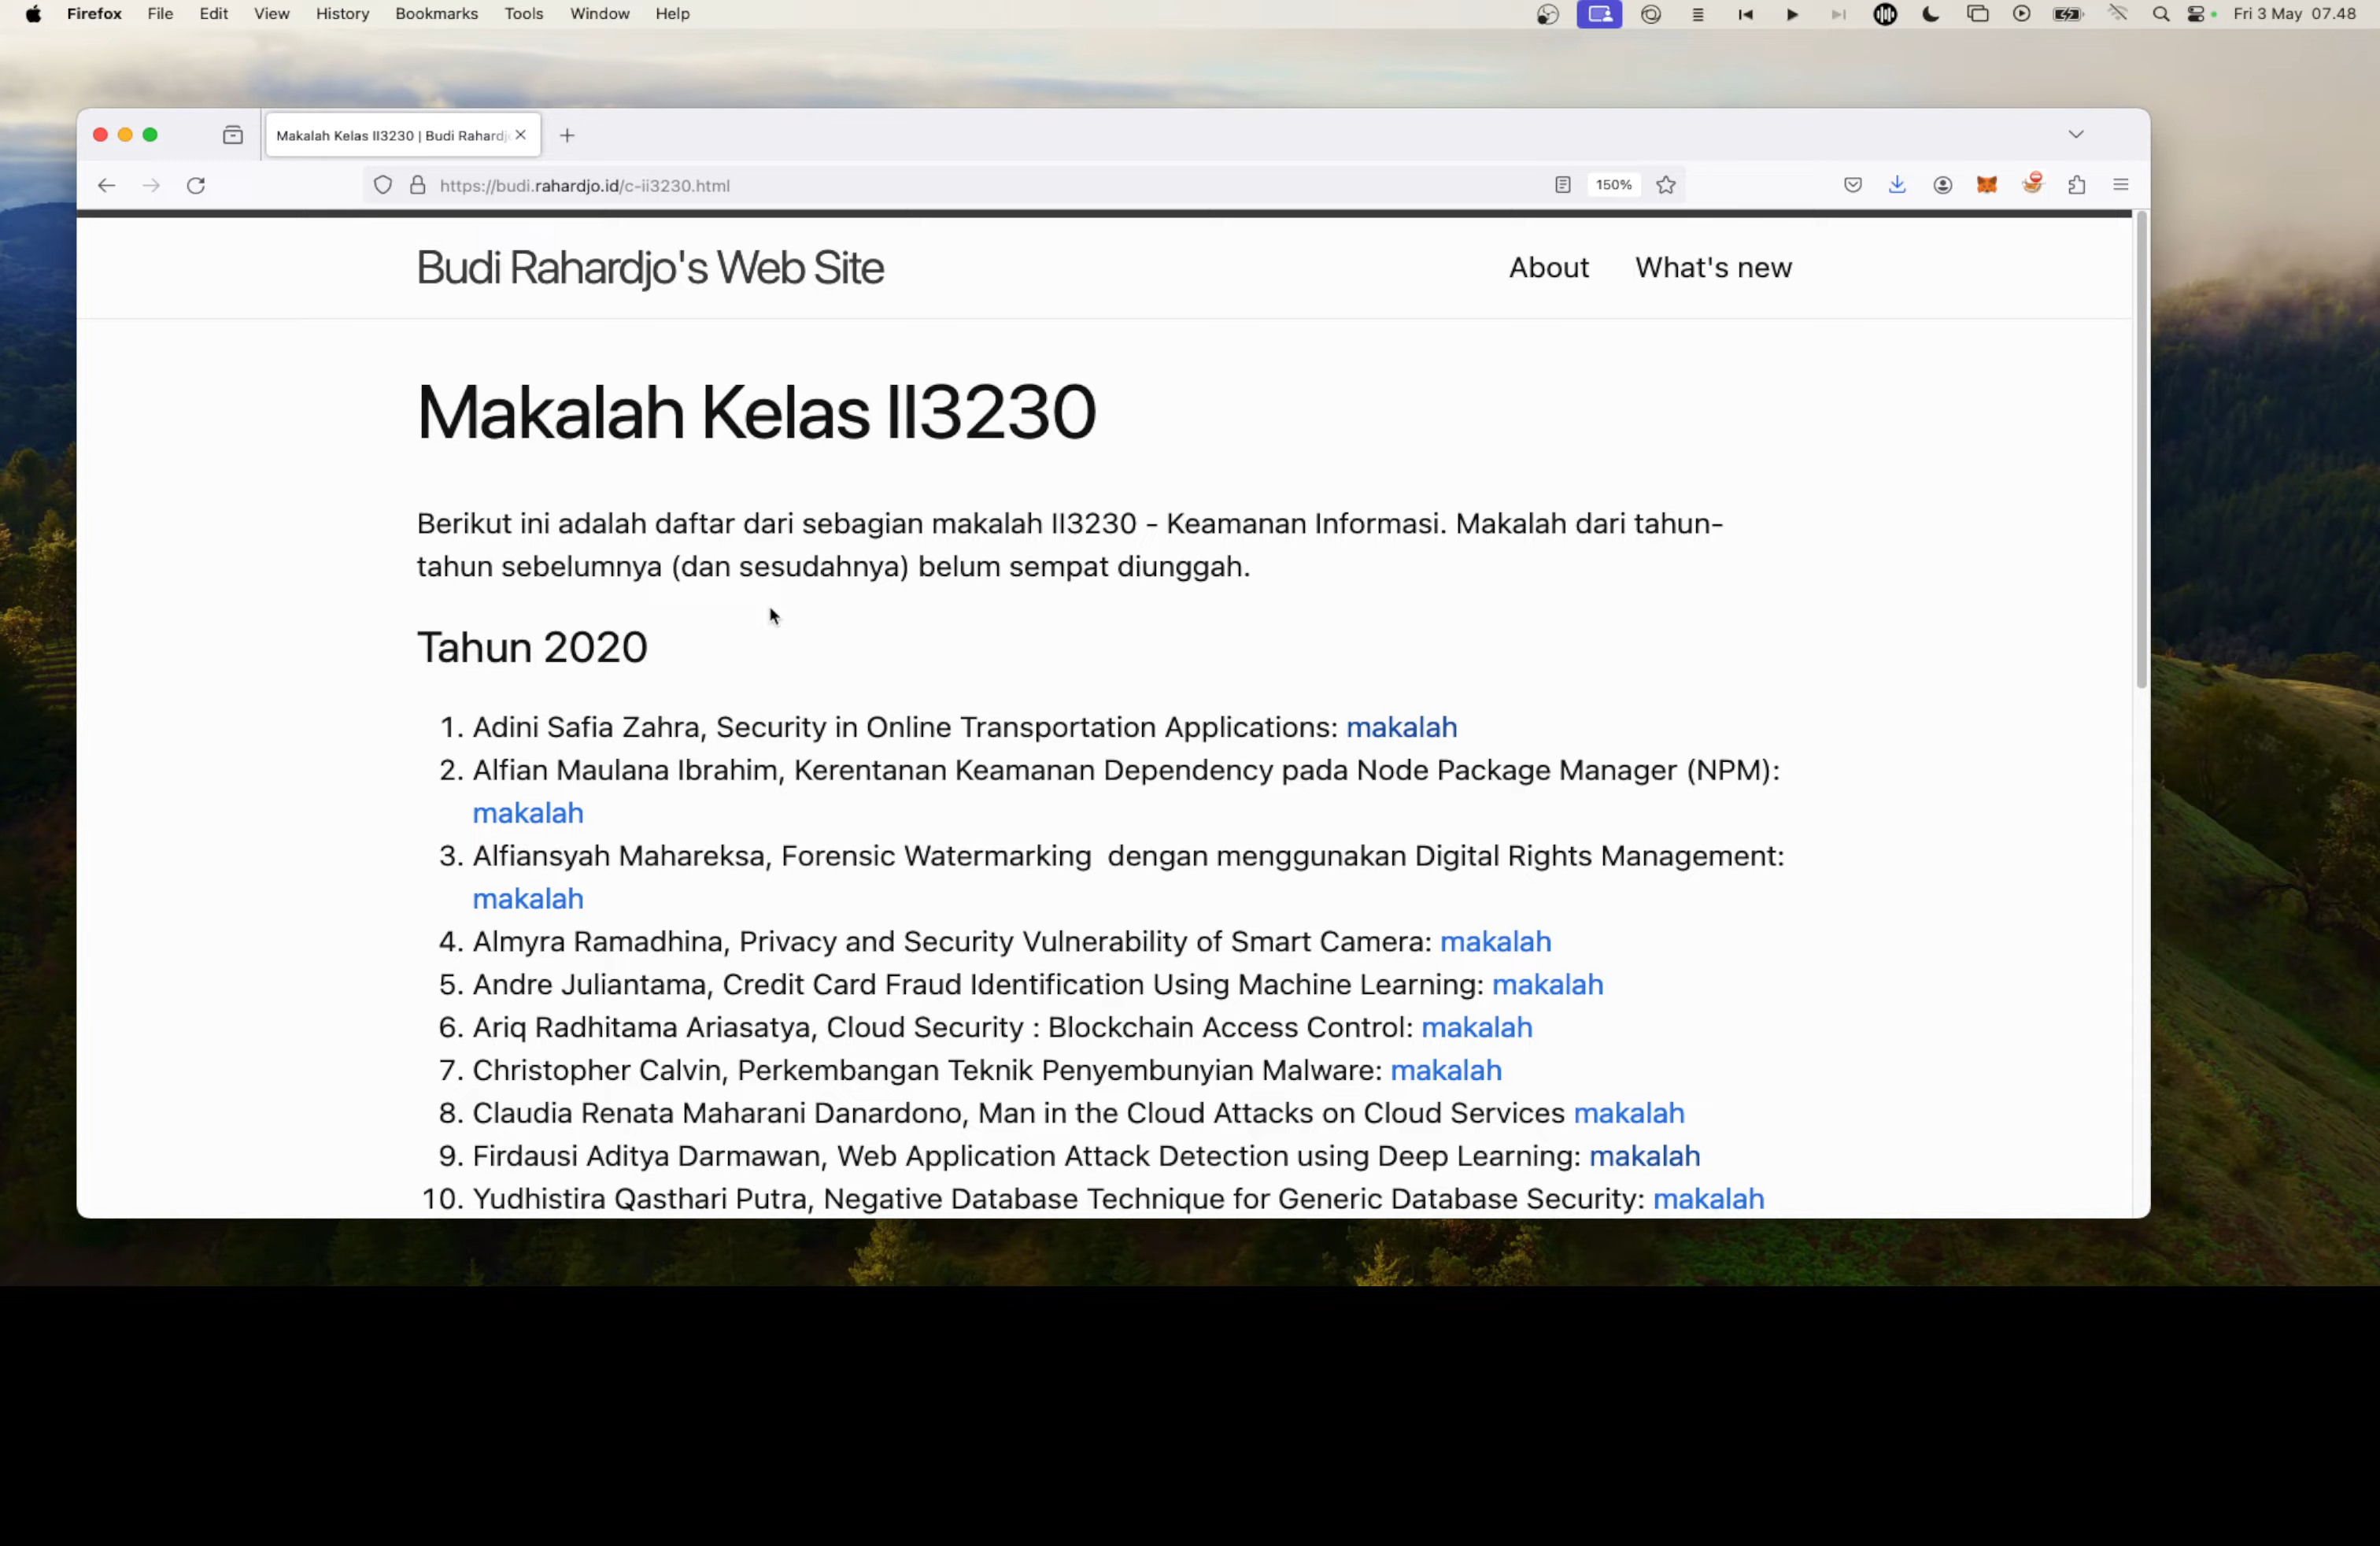 Firefox File Edit View History Bookmarks Tools Window Help Fri 3 May 07.48
Makalah Kelas II3230 | Budi Rahardj
https://budi.rahardjo.id/c-ii3230.html 150%
Budi Rahardjo's Web Site About What's new
Makalah Kelas II3230
Berikut ini adalah daftar dari sebagian makalah II3230 - Keamanan Informasi. Makalah dari tahun-
tahun sebelumnya (dan sesudahnya) belum sempat diunggah.
Tahun 2020
1. Adini Safia Zahra, Security in Online Transportation Applications: makalah
2. Alfian Maulana Ibrahim, Kerentanan Keamanan Dependency pada Node Package Manager (NPM):
makalah
3. Alfiansyah Mahareksa, Forensic Watermarking dengan menggunakan Digital Rights Management:
makalah
4. Almyra Ramadhina, Privacy and Security Vulnerability of Smart Camera: makalah
5. Andre Juliantama, Credit Card Fraud Identification Using Machine Learning: makalah
6. Ariq Radhitama Ariasatya, Cloud Security : Blockchain Access Control: makalah
7. Christopher Calvin, Perkembangan Teknik Penyembunyian Malware: makalah
8. Claudia Renata Maharani Danardono, Man in the Cloud Attacks on Cloud Services makalah
9. Firdausi Aditya Darmawan, Web Application Attack Detection using Deep Learning: makalah
10. Yudhistira Qasthari Putra, Negative Database Technique for Generic Database Security: makalah